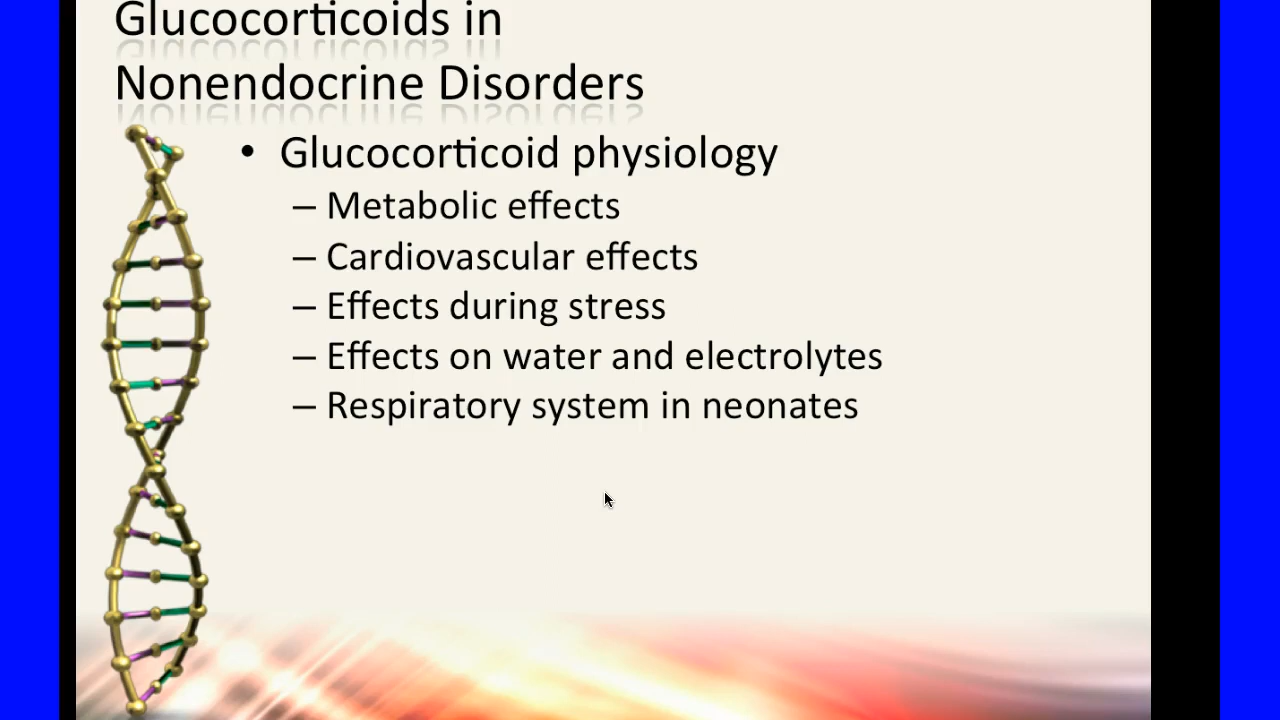 Glucocorticoids in
Nonendocrine Disorders
• Glucocorticoid physiology
– Metabolic effects
– Cardiovascular effects
– Effects during stress
– Effects on water and electrolytes
– Respiratory system in neonates